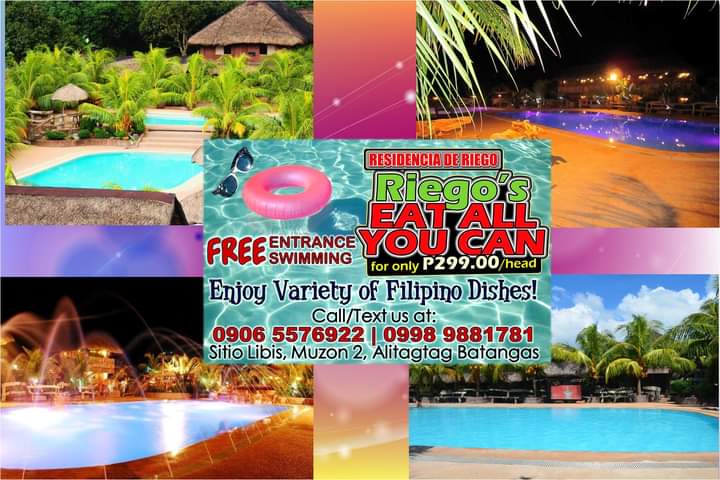 RESIDENCIA DE RIEGO
Riego's
EAT ALL
YOU CAN
for only P299.00/head
FREE ENTRANCE
SWIMMING
Enjoy Variety of Filipino Dishes!
Call/Text us at:
0906 5576922 | 0998 9881781
Sitio Libis, Muzon 2, Alitagtag Batangas